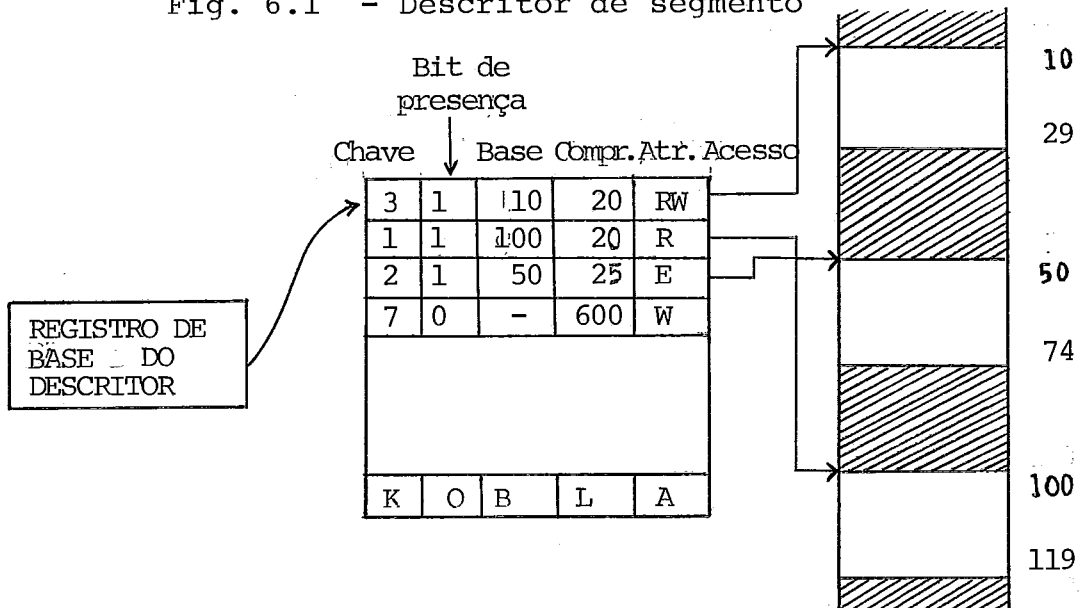 Fig. 6.1 - Descritor de segmento
Bit de
presença
Chave Base Compr. Atr. Acesso
3 1 10 20 RW
1 1 100 20 R
2 1 50 25 E
7 0 - 600 W
K O B L A
REGISTRO DE
BASE DO
DESCRITOR
10
29
50
74
100
119